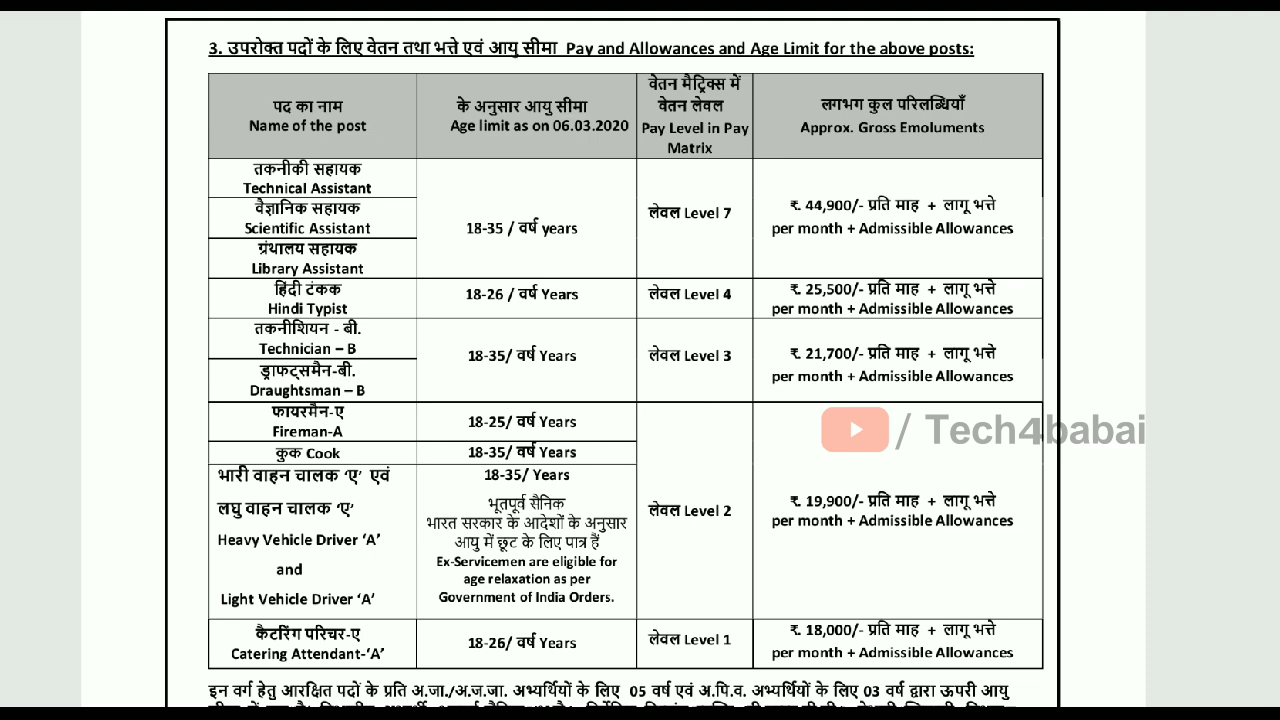 3. उपरोक्त पदों के लिए वेतन तथा भत्ते एवं आयु सीमा Pay and Allowances and Age Limit for the above posts:
पद का नाम
Name of the post
के अनुसार आयु सीमा
Age limit as on 06.03.2020
वेतन मैट्रिक्स में
वेतन लेवल
Pay Level in Pay
Matrix
लगभग कुल परिलब्धियाँ
Approx. Gross Emoluments
तकनीकी सहायक
Technical Assistant
वैज्ञानिक सहायक
Scientific Assistant
ग्रंथालय सहायक
Library Assistant
18-35 / वर्ष years
लेवल Level 7
₹. 44,900/- प्रति माह + लागू भत्ते
per month + Admissible Allowances
हिंदी टंकक
Hindi Typist
18-26 / वर्ष Years
लेवल Level 4
₹. 25,500/- प्रति माह + लागू भत्ते
per month + Admissible Allowances
तकनीशियन - बी.
Technician – B
ड्राफट्समैन-बी.
Draughtsman – B
18-35/ वर्ष Years
लेवल Level 3
₹. 21,700/- प्रति माह + लागू भत्ते
per month + Admissible Allowances
फायरमैन-ए
Fireman-A
18-25/ वर्ष Years
कुक Cook
18-35/ वर्ष Years
भारी वाहन चालक ‘ए’ एवं
लघु वाहन चालक ‘ए’
Heavy Vehicle Driver ‘A’
and
Light Vehicle Driver ‘A’
18-35/ Years
भूतपूर्व सैनिक
भारत सरकार के आदेशों के अनुसार
आयु में छूट के लिए पात्र हैं
Ex-Servicemen are eligible for
age relaxation as per
Government of India Orders.
लेवल Level 2
₹. 19,900/- प्रति माह + लागू भत्ते
per month + Admissible Allowances
/ Tech4babai
कैटरिंग परिचर-ए
Catering Attendant-‘A’
18-26/ वर्ष Years
लेवल Level 1
₹. 18,000/- प्रति माह + लागू भत्ते
per month + Admissible Allowances
इन वर्ग हेतु आरक्षित पदों के प्रति अ.जा./अ.ज.जा. अभ्यर्थियों के लिए 05 वर्ष एवं अ.पि.व. अभ्यर्थियों के लिए 03 वर्ष द्वारा ऊपरी आयु